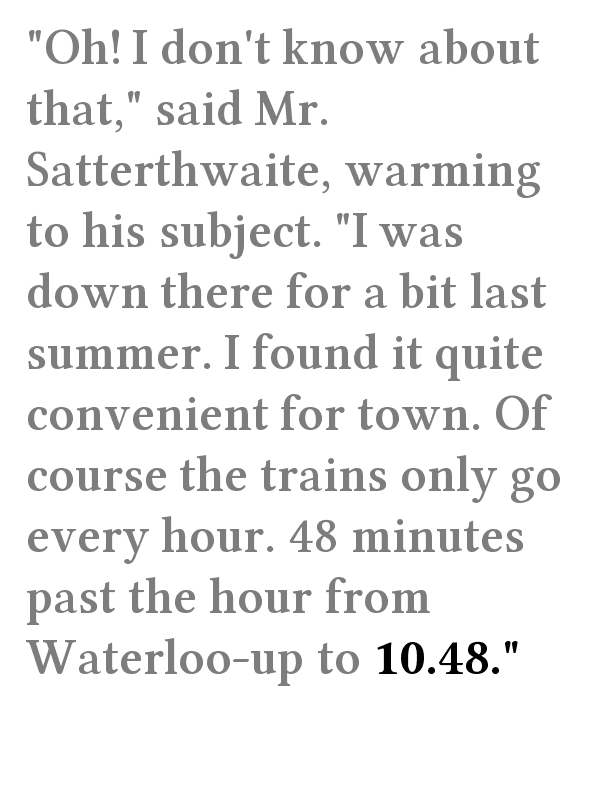 "Oh! I don't know about
that," said Mr.
Satterthwaite, warming
to his subject. "I was
down there for a bit last
summer. I found it quite
convenient for town. Of
course the trains only go
every hour. 48 minutes
past the hour from
Waterloo-up to 10.48."